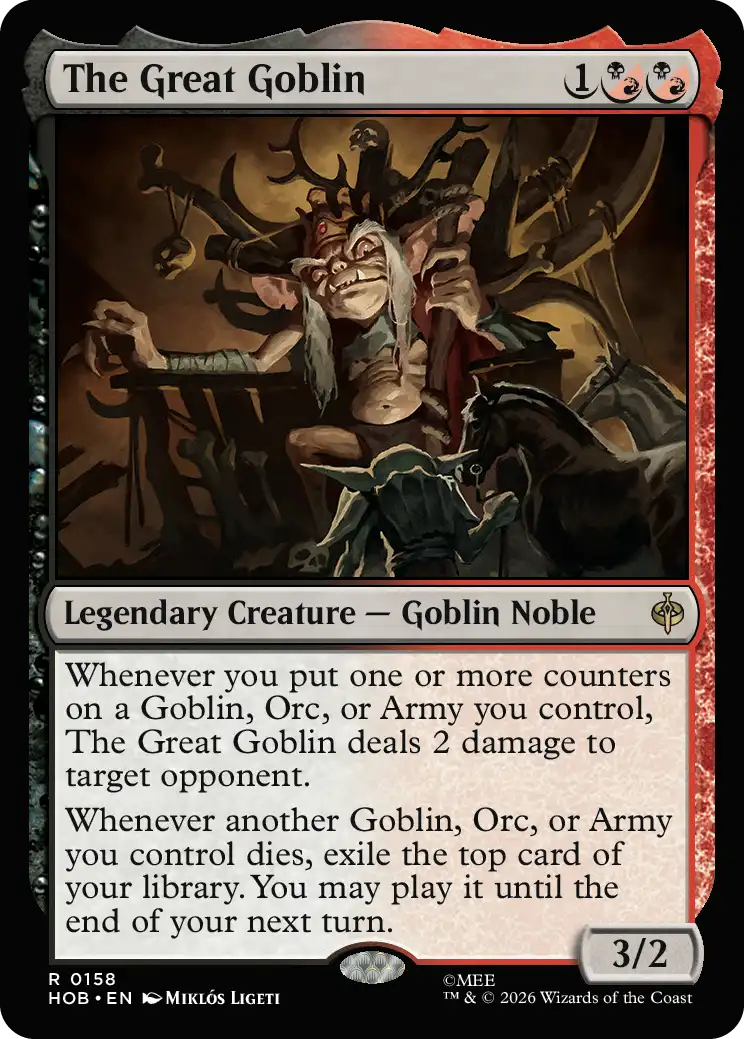 The Great Goblin 1
Legendary Creature — Goblin Noble
Whenever you put one or more counters
on a Goblin, Orc, or Army you control,
The Great Goblin deals 2 damage to
target opponent.
Whenever another Goblin, Orc, or Army
you control dies, exile the top card of
your library. You may play it until the
end of your next turn.
3/2
R 0158
HOB • EN Miklós Ligeti
©MEE
™ & © 2026 Wizards of the Coast